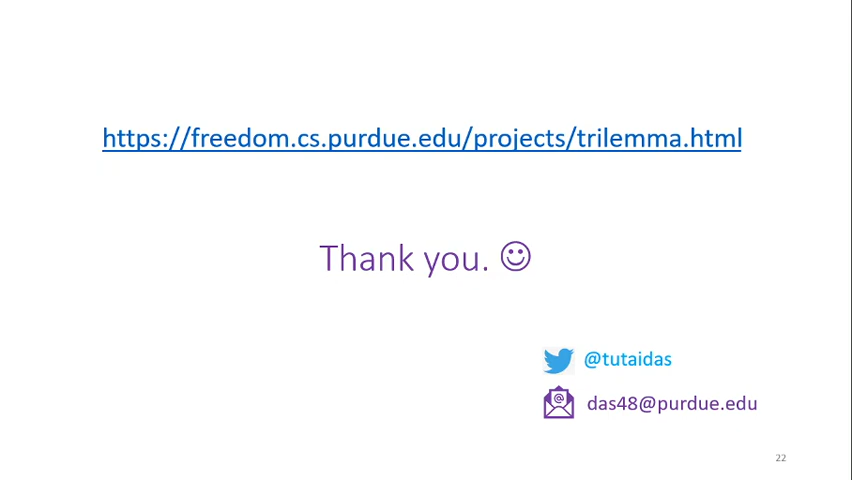 https://freedom.cs.purdue.edu/projects/trilemma.html
Thank you. ☺
@tutaidas
das48@purdue.edu
22